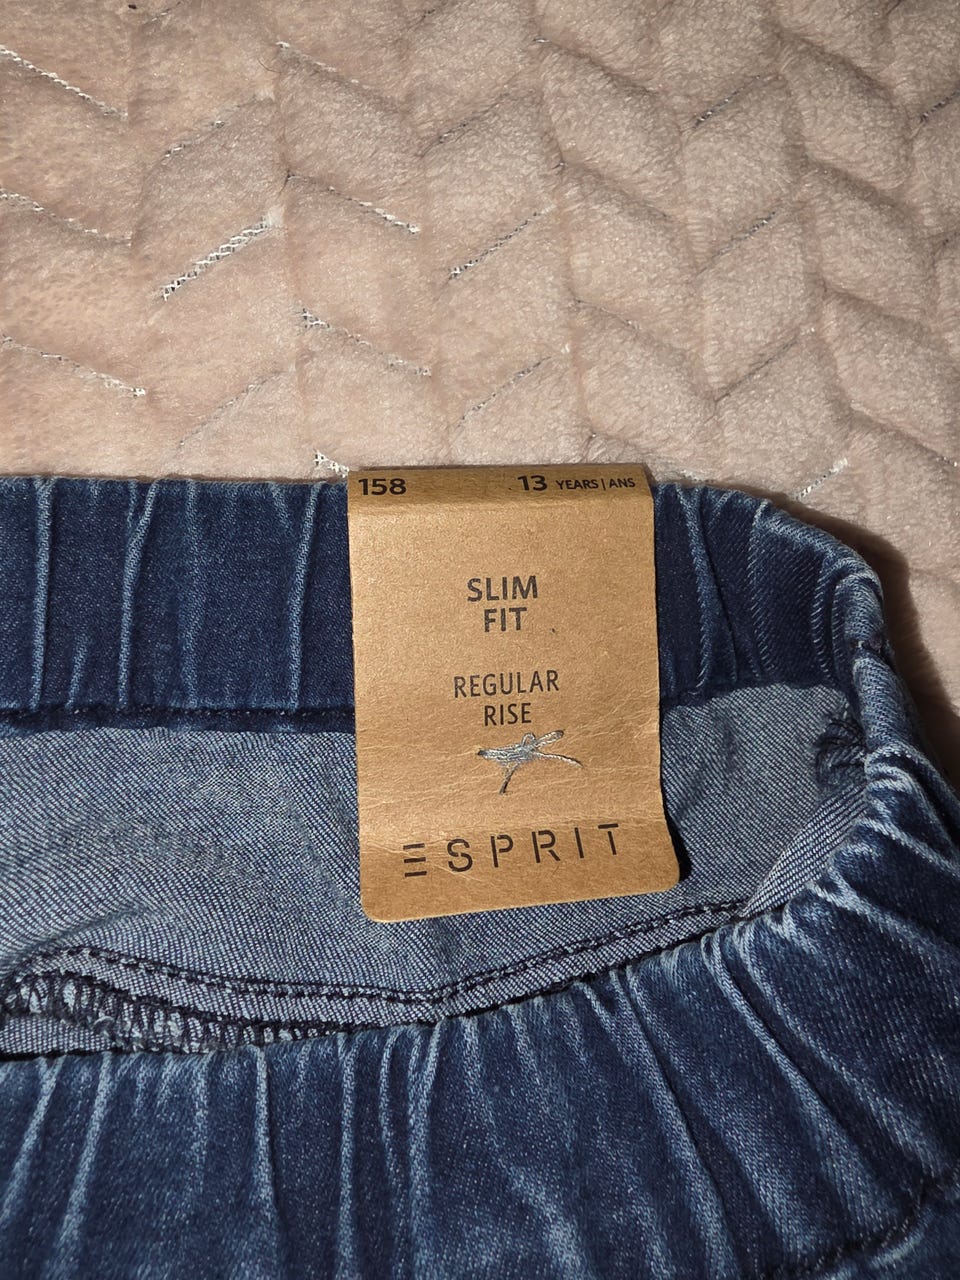 158 13 YEARS|ANS
SLIM
FIT
REGULAR
RISE
ESPRIT